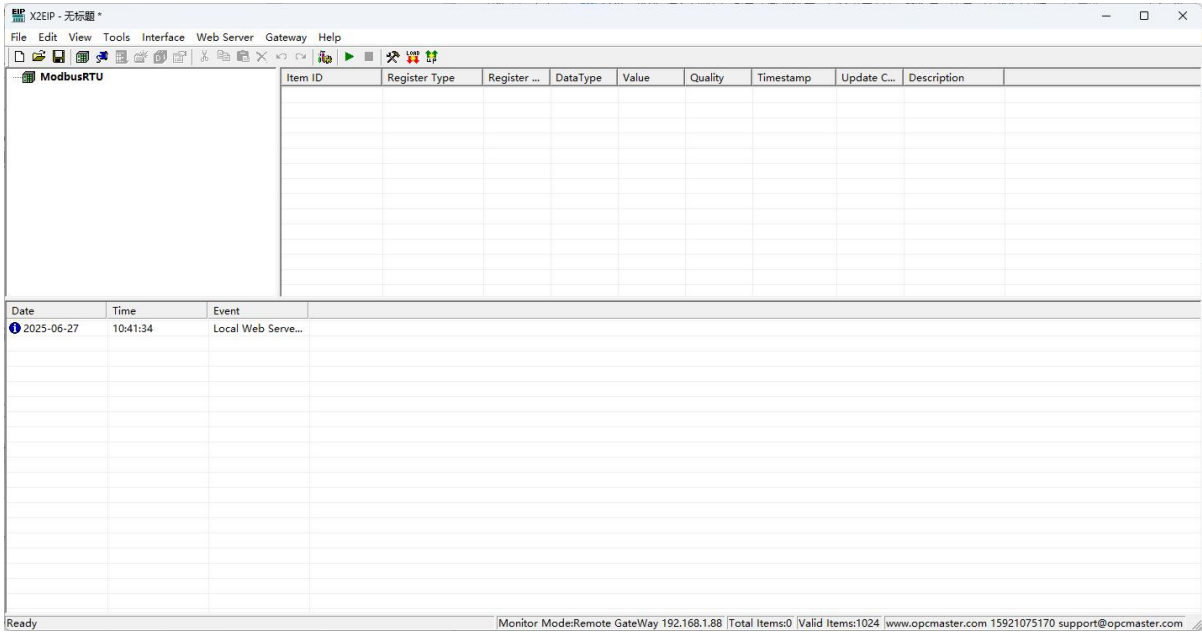 EIP X2EIP - 无标题 *
File Edit View Tools Interface Web Server Gateway Help
LOAD
ModbusRTU
Item ID Register Type Register ... DataType Value Quality Timestamp Update C... Description
Date Time Event
2025-06-27 10:41:34 Local Web Serve...
Ready Monitor Mode:Remote GateWay 192.168.1.88 Total Items:0 Valid Items:1024 www.opcmaster.com 15921075170 support@opcmaster.com